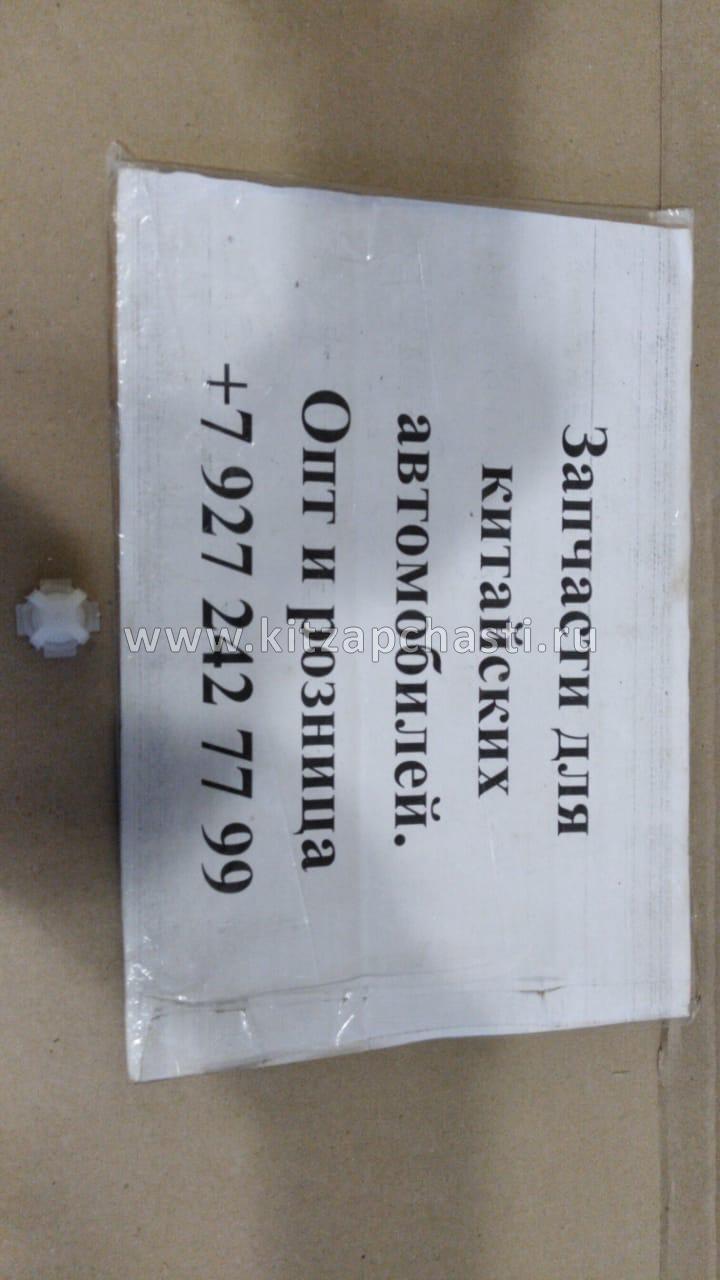 Запчасти для
китайских
автомобилей.
Опт и розница
+7 927 242 77 99
www.kitzapchasti.ru